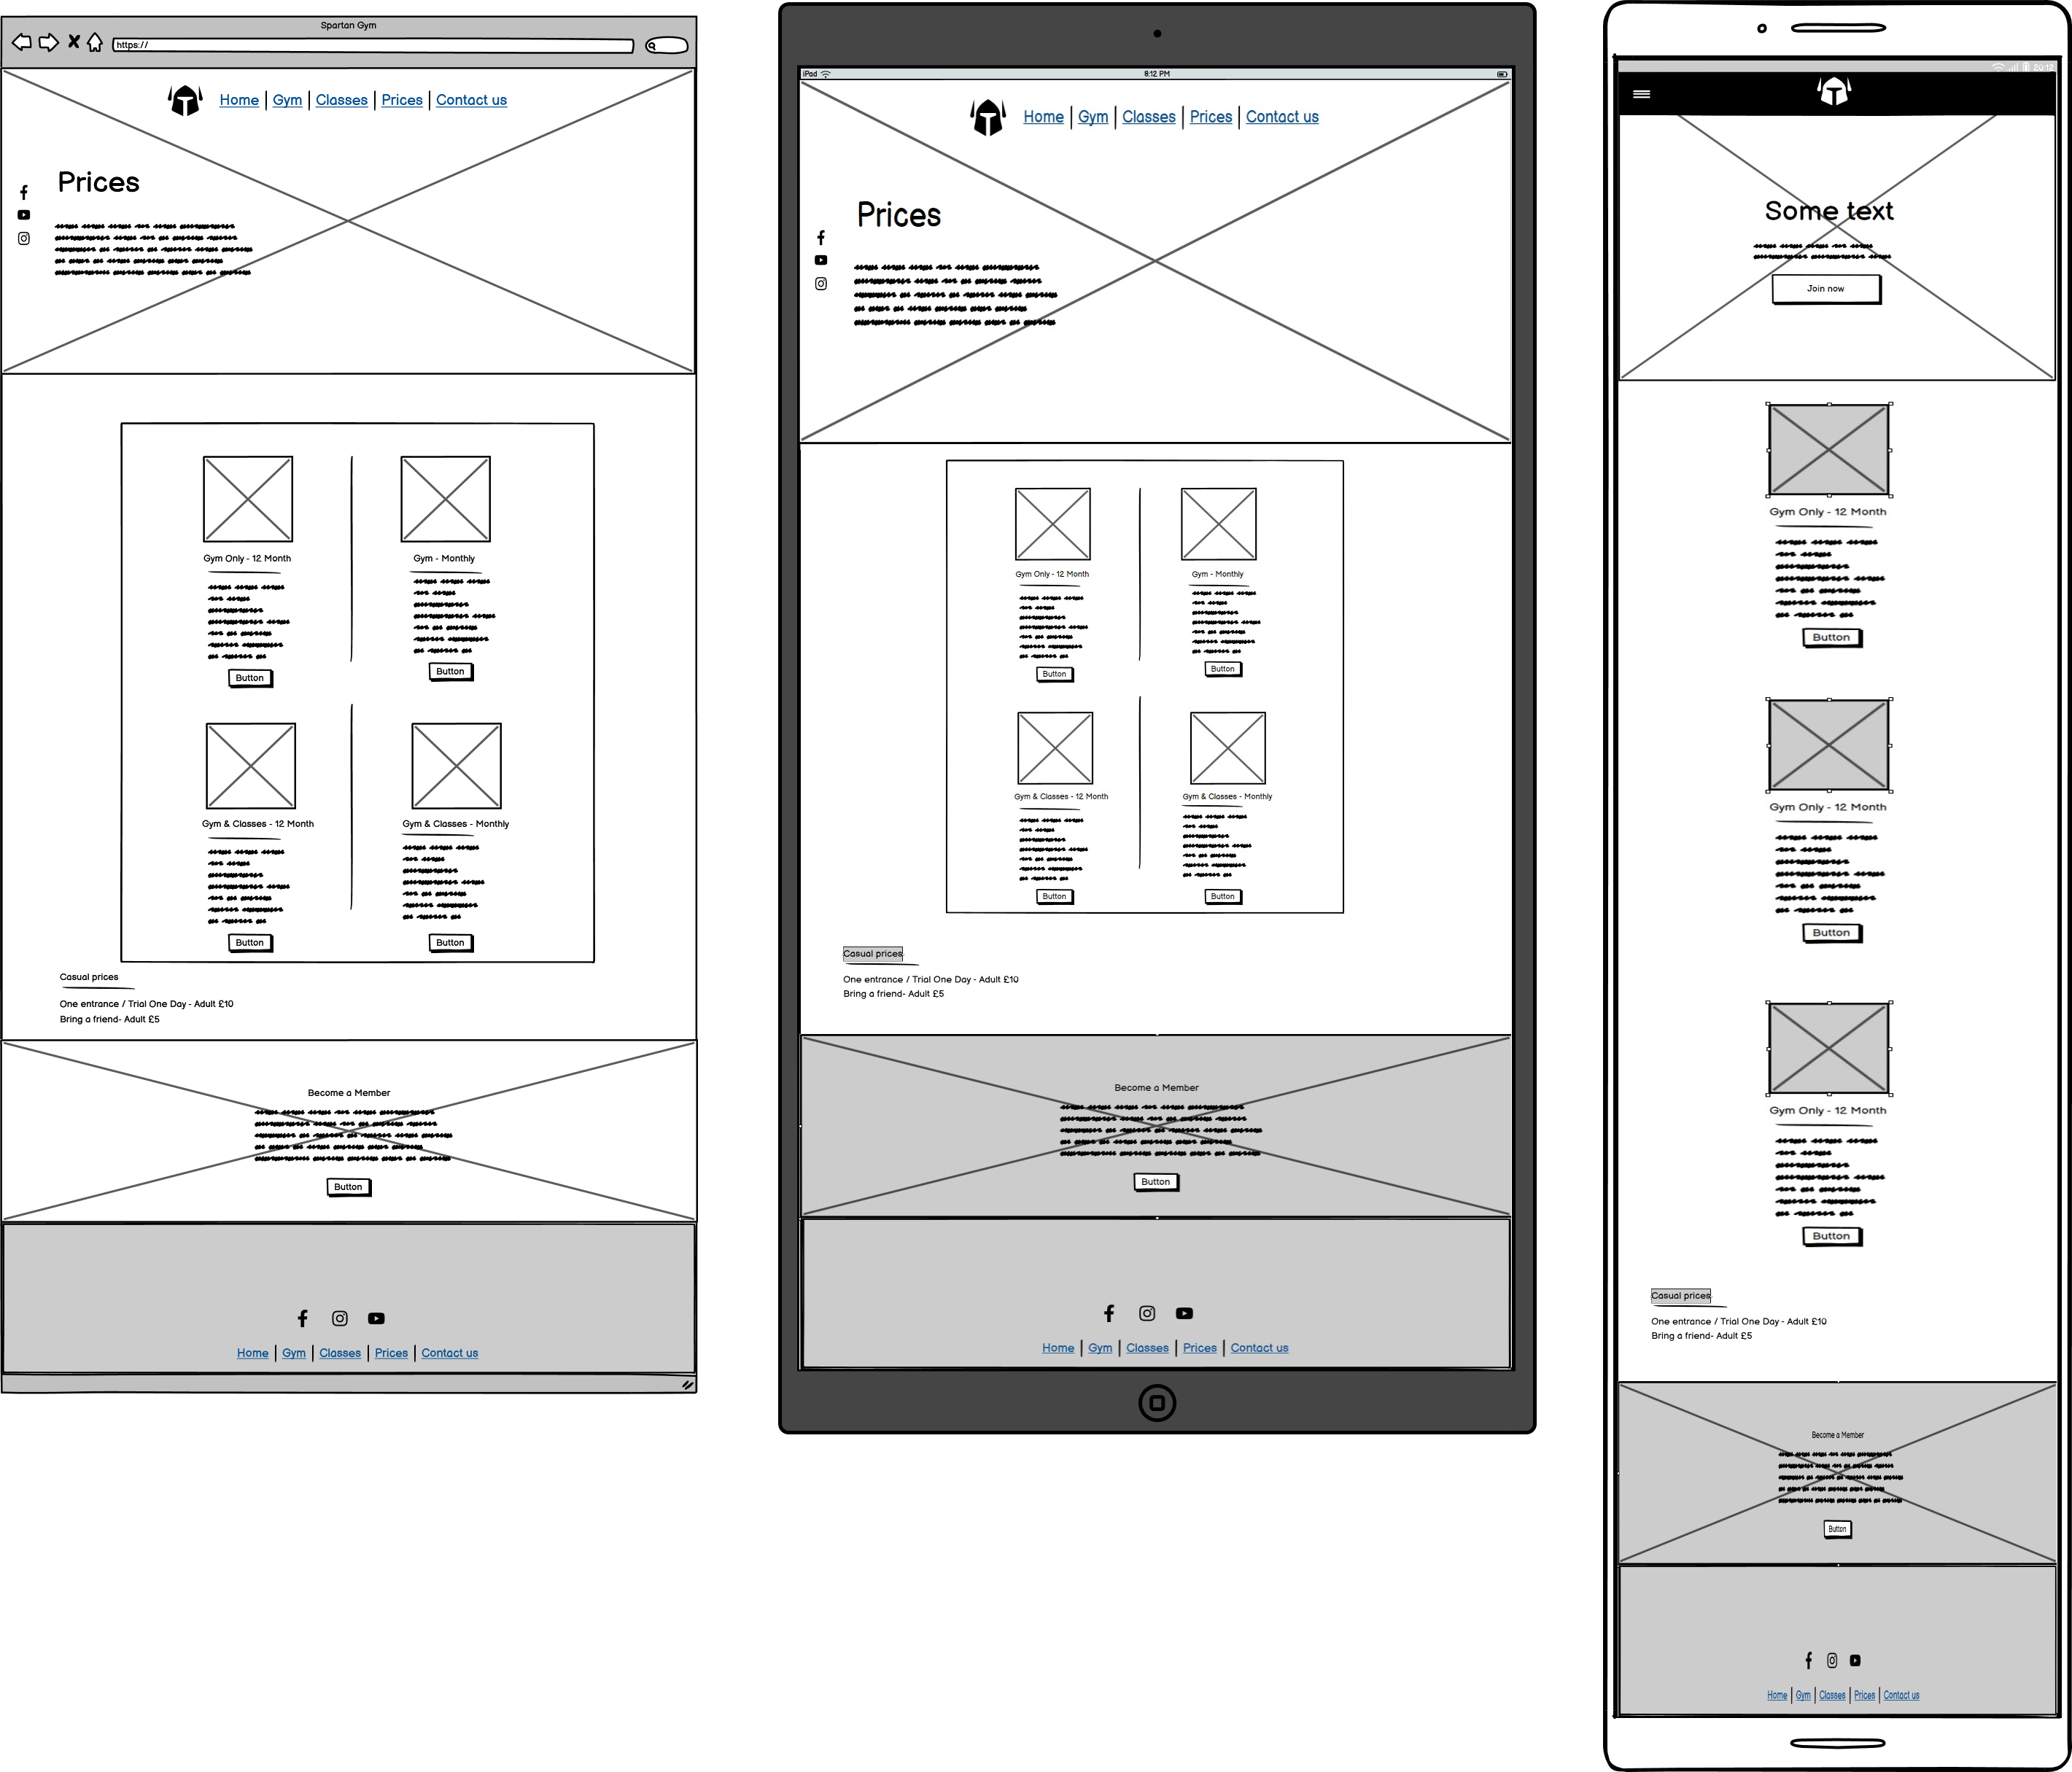 Spartan Gym
https://
Home Gym Classes Prices Contact us
Prices
Gym Only - 12 Month
Gym - Monthly
Button
Button
Gym & Classes - 12 Month
Gym & Classes - Monthly
Button
Button
Casual prices
One entrance / Trial One Day - Adult £10
Bring a friend- Adult £5
Become a Member
Button
Home Gym Classes Prices Contact us
iPad 8:12 PM
Home Gym Classes Prices Contact us
Prices
Gym Only - 12 Month
Gym - Monthly
Button
Button
Gym & Classes - 12 Month
Gym & Classes - Monthly
Button
Button
Casual prices
One entrance / Trial One Day - Adult £10
Bring a friend- Adult £5
Become a Member
Button
Home Gym Classes Prices Contact us
20:12
Some text
Join now
Gym Only - 12 Month
Button
Gym Only - 12 Month
Button
Gym Only - 12 Month
Button
Casual prices
One entrance / Trial One Day - Adult £10
Bring a friend- Adult £5
Become a Member
Button
Home Gym Classes Prices Contact us